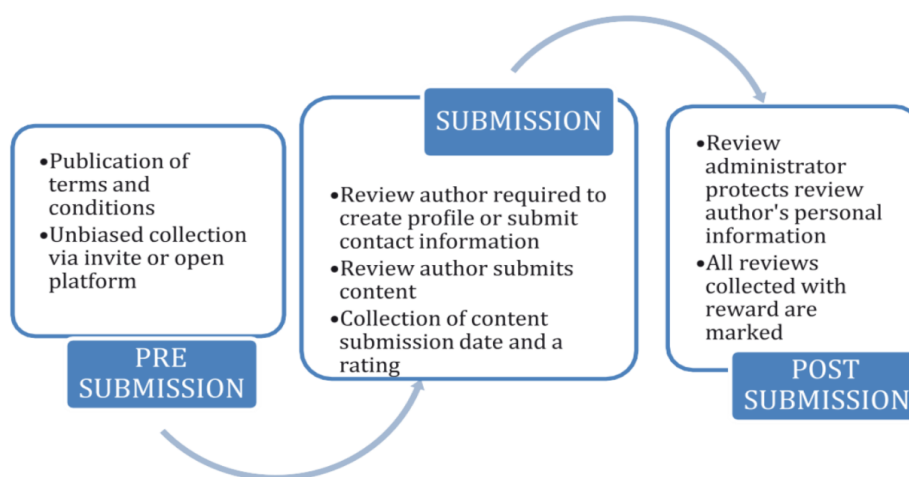 •Publication of
terms and
conditions
•Unbiased collection
via invite or open
platform
PRE
SUBMISSION
SUBMISSION
•Review author required to
create profile or submit
contact information
•Review author submits
content
•Collection of content
submission date and a
rating
•Review
administrator
protects review
author's personal
information
•All reviews
collected with
reward are
marked
POST
SUBMISSION